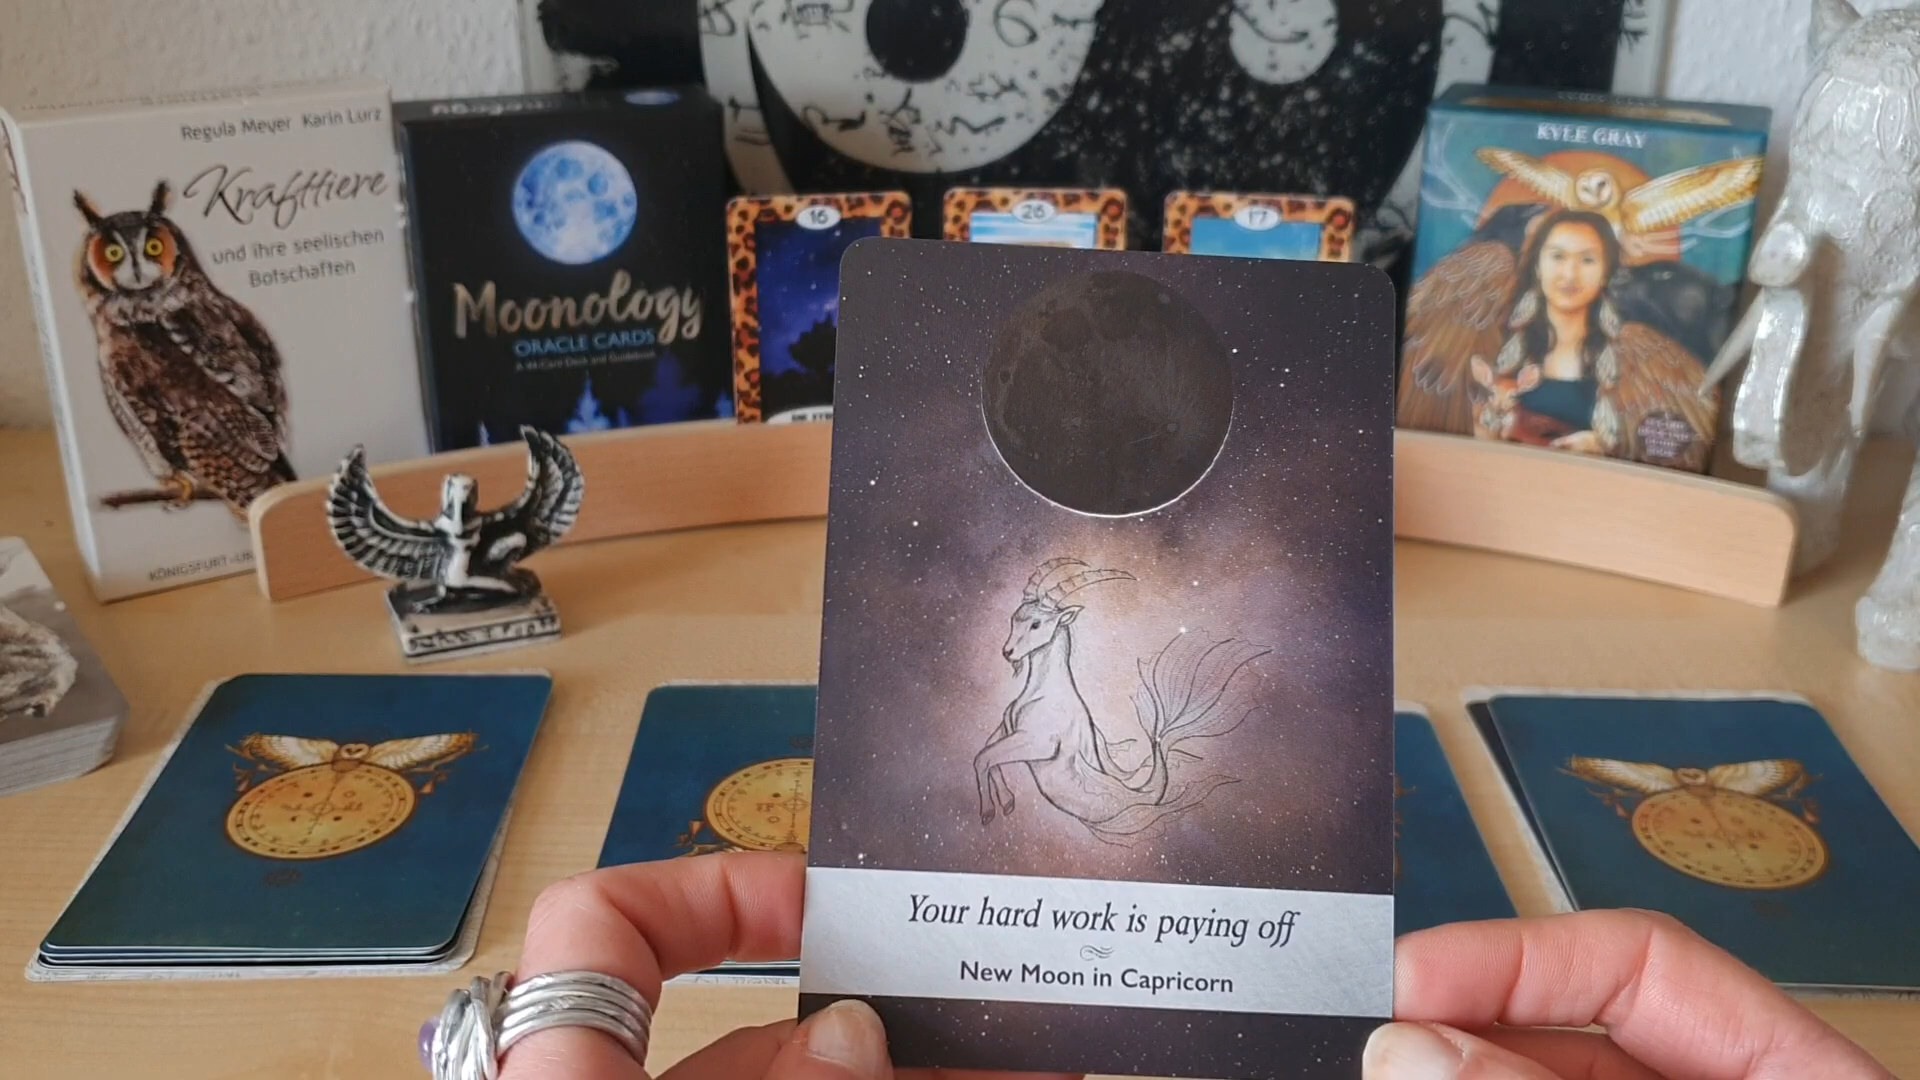 Regula Meyer Karin Lurz
Krafttiere
und ihre seelischen
Botschaften
KÖNIGSFURT-UR
Moonology
ORACLE CARDS
A 44-Card Deck and Guidebook
16
26
17
KYLE GRAY
Your hard work is paying off
New Moon in Capricorn